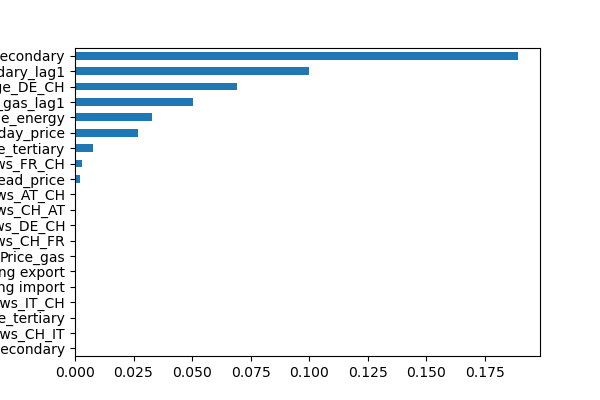 econdary
dary_lag1
ge_DE_CH
_gas_lag1
e_energy
day_price
e_tertiary
ws_FR_CH
ead_price
ws_AT_CH
ws_CH_AT
ws_DE_CH
ws_CH_FR
Price_gas
ng export
ng import
ws_IT_CH
e_tertiary
ws_CH_IT
econdary
0.000 0.025 0.050 0.075 0.100 0.125 0.150 0.175